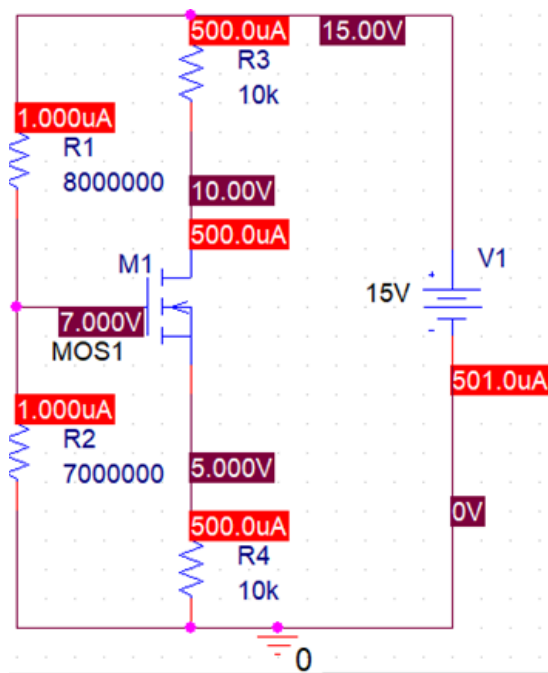 500.0uA
15.00V
R3
10k
1.000uA
R1
8000000
10.00V
500.0uA
M1
V1
+
15V
-
7.000V
MOS1
501.0uA
1.000uA
R2
7000000
5.000V
0V
500.0uA
R4
10k
0